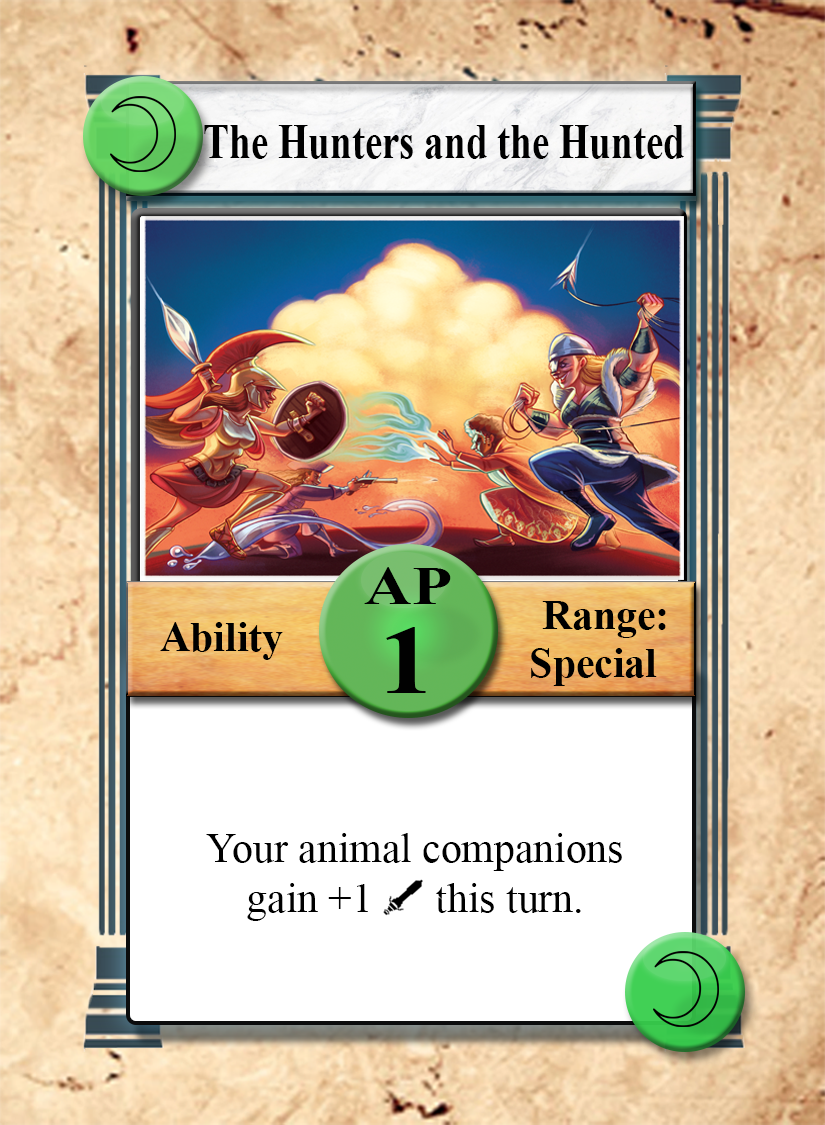 The Hunters and the Hunted
AP
1
Ability
Range:
Special
Your animal companions
gain +1 this turn.